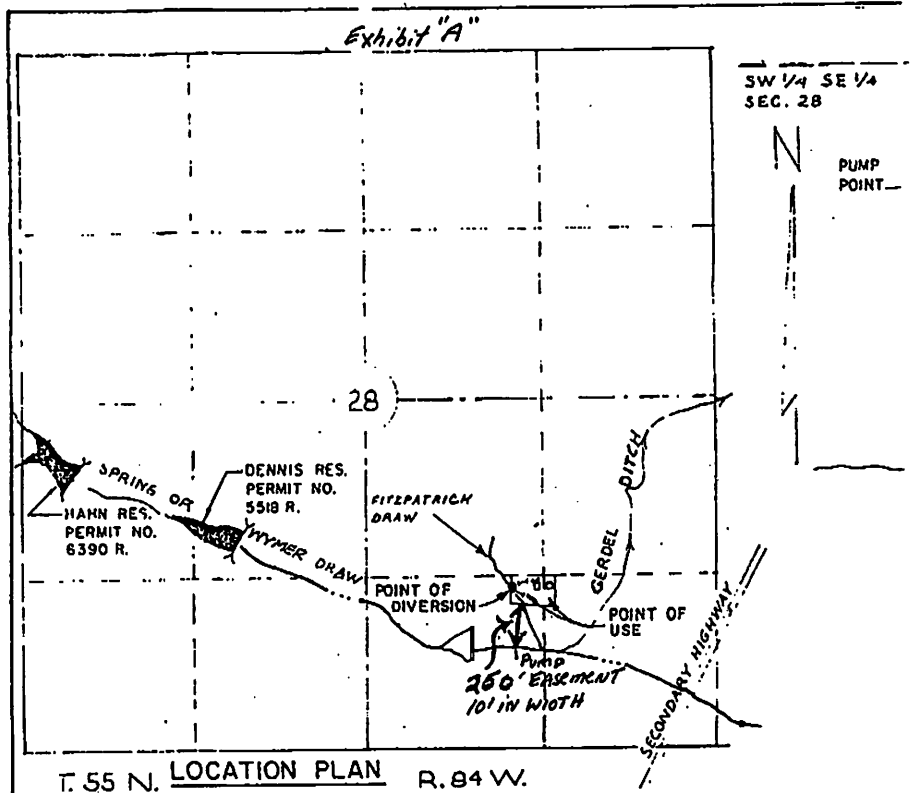 Exhibit "A"
SW 1/4 SE 1/4
SEC. 28
N
PUMP
POINT
28
SPRING OR WYMER DRAW
HAHN RES.
PERMIT NO.
6390 R.
DENNIS RES.
PERMIT NO.
5518 R.
FITZPATRICK
DRAW
GERDEL DITCH
POINT OF
DIVERSION
POINT OF
USE
PUMP
250' EASEMENT
10' IN WIDTH
SECONDARY HIGHWAY
T. 55 N. LOCATION PLAN R. 84 W.